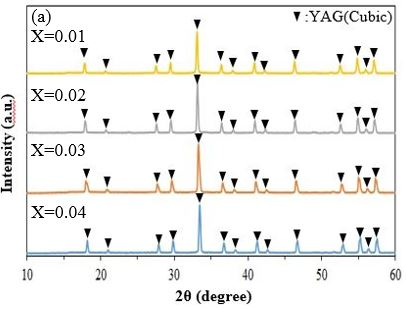 (a)
▼:YAG(Cubic)
X=0.01
X=0.02
X=0.03
X=0.04
Intensity (a.u.)
10 20 30 40 50 60
2θ (degree)